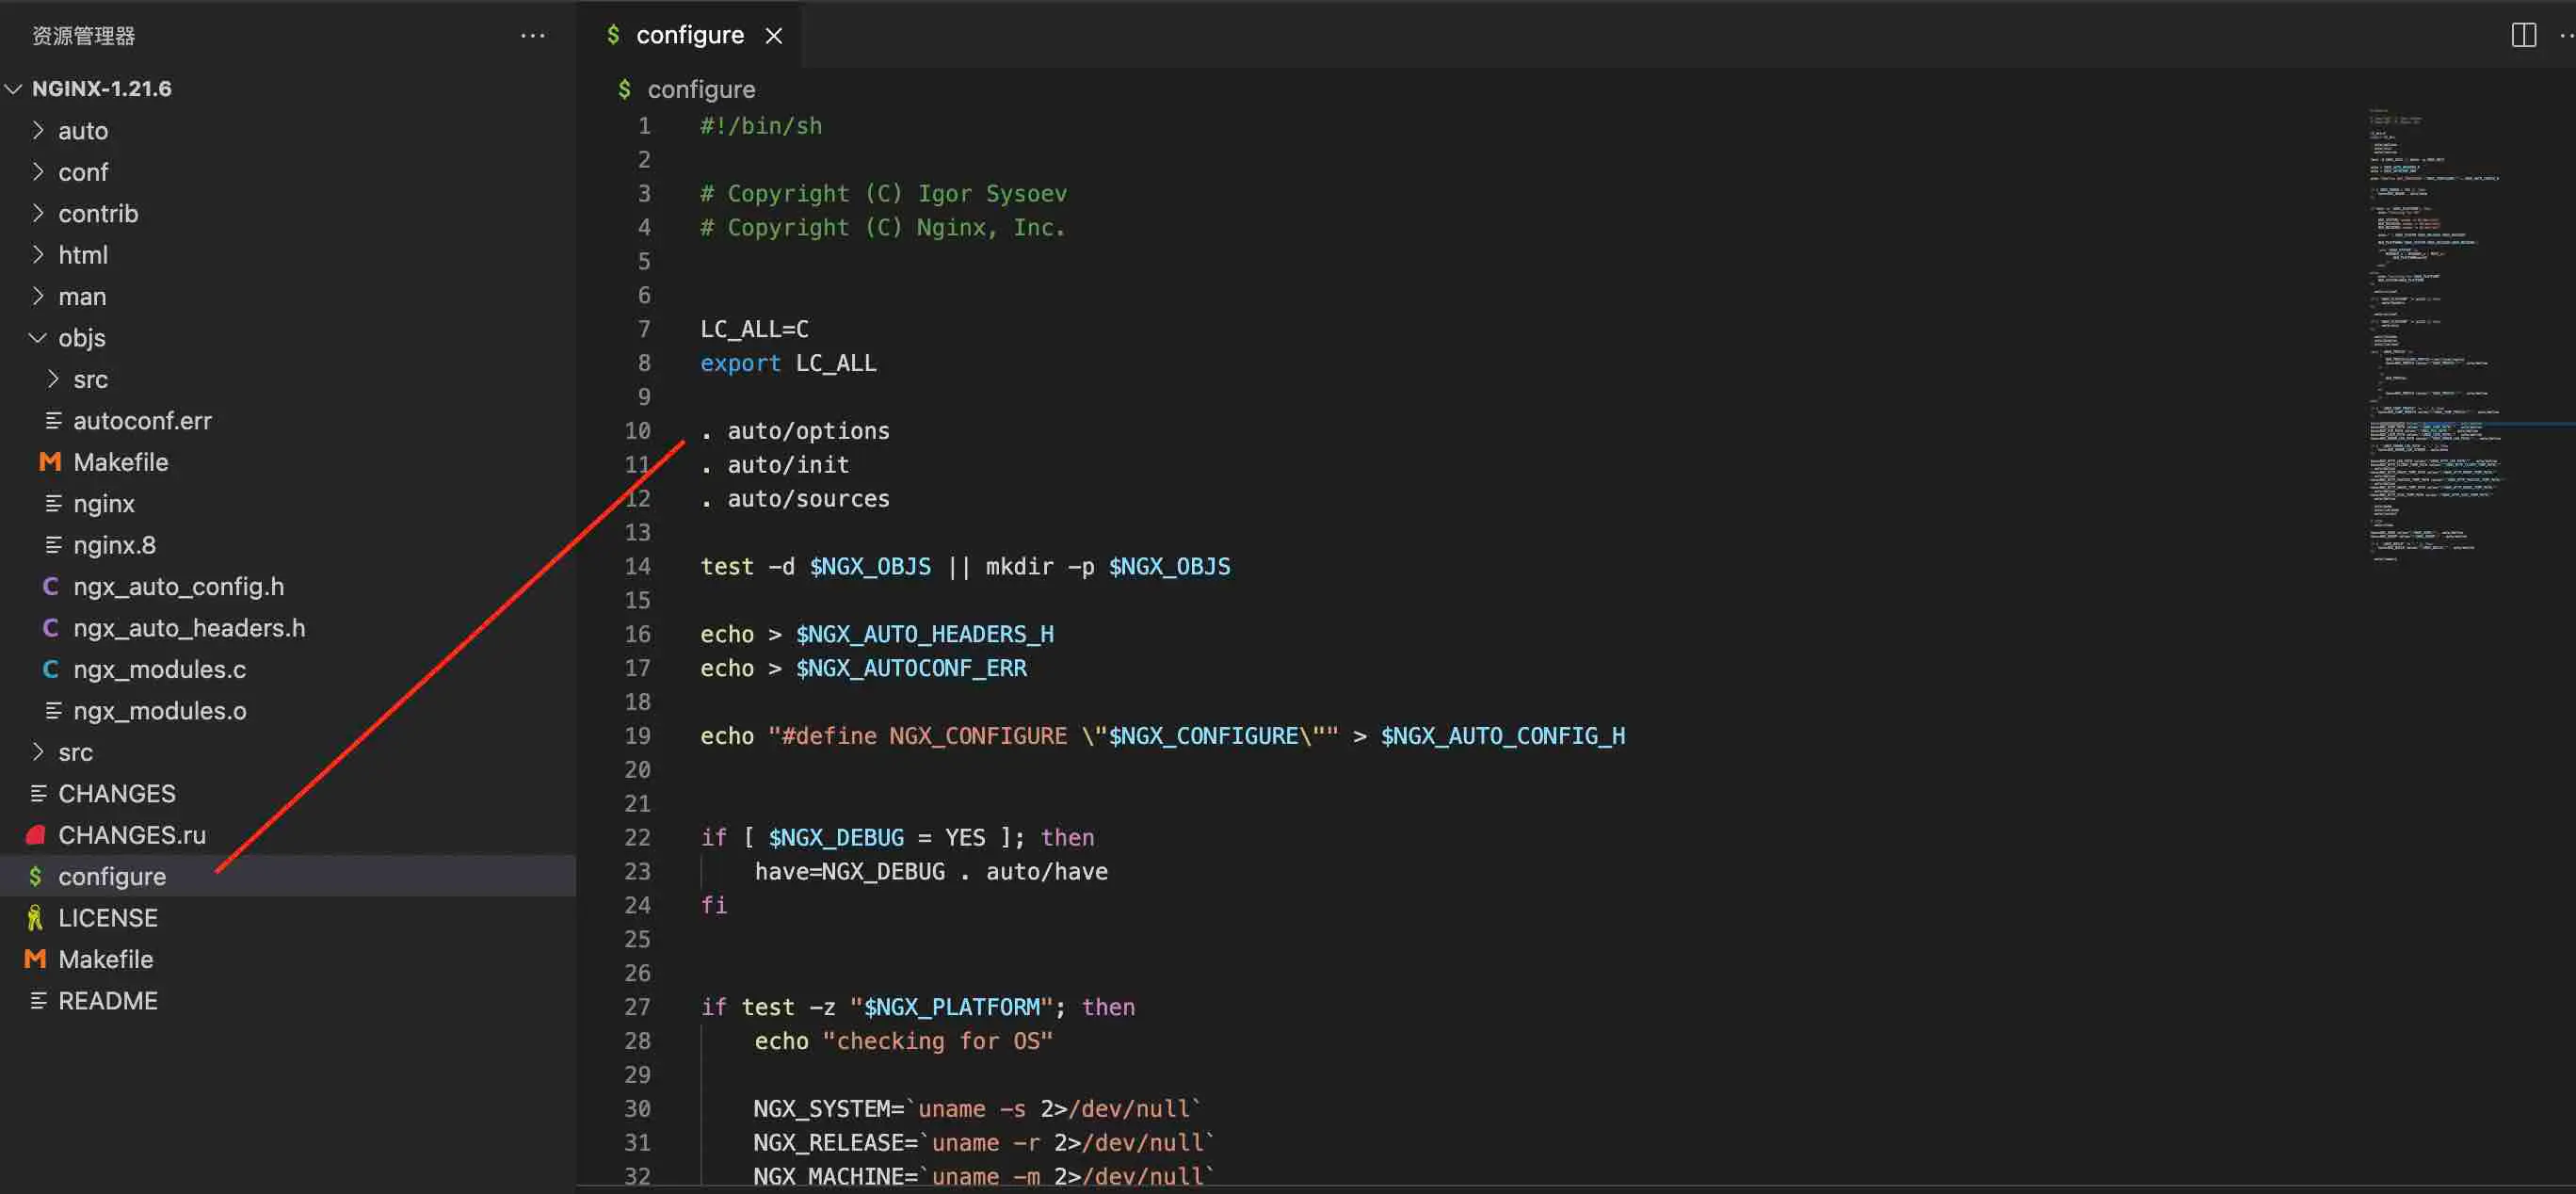 资源管理器
NGINX-1.21.6
auto
conf
contrib
html
man
objs
src
autoconf.err
Makefile
nginx
nginx.8
ngx_auto_config.h
ngx_auto_headers.h
ngx_modules.c
ngx_modules.o
src
CHANGES
CHANGES.ru
configure
LICENSE
Makefile
README
$ configure
$ configure
1 #!/bin/sh
2
3 # Copyright (C) Igor Sysoev
4 # Copyright (C) Nginx, Inc.
5
6
7 LC_ALL=C
8 export LC_ALL
9
10 . auto/options
11 . auto/init
12 . auto/sources
13
14 test -d $NGX_OBJS || mkdir -p $NGX_OBJS
15
16 echo > $NGX_AUTO_HEADERS_H
17 echo > $NGX_AUTOCONF_ERR
18
19 echo "#define NGX_CONFIGURE \"$NGX_CONFIGURE\"" > $NGX_AUTO_CONFIG_H
20
21
22 if [ $NGX_DEBUG = YES ]; then
23 have=NGX_DEBUG . auto/have
24 fi
25
26
27 if test -z "$NGX_PLATFORM"; then
28 echo "checking for OS"
29
30 NGX_SYSTEM=`uname -s 2>/dev/null`
31 NGX_RELEASE=`uname -r 2>/dev/null`
32 NGX_MACHINE=`uname -m 2>/dev/null`